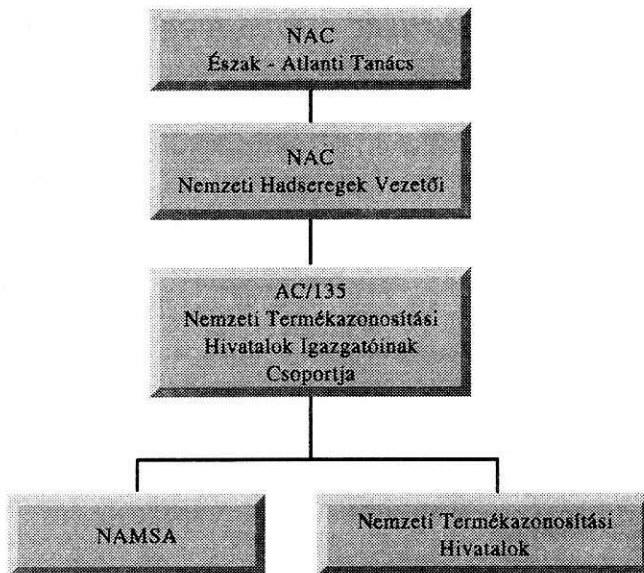 NAC
Észak - Atlanti Tanács
NAC
Nemzeti Hadseregek Vezetői
AC/135
Nemzeti Termékazonosítási
Hivatalok Igazgatóinak
Csoportja
NAMSA
Nemzeti Termékazonosítási
Hivatalok